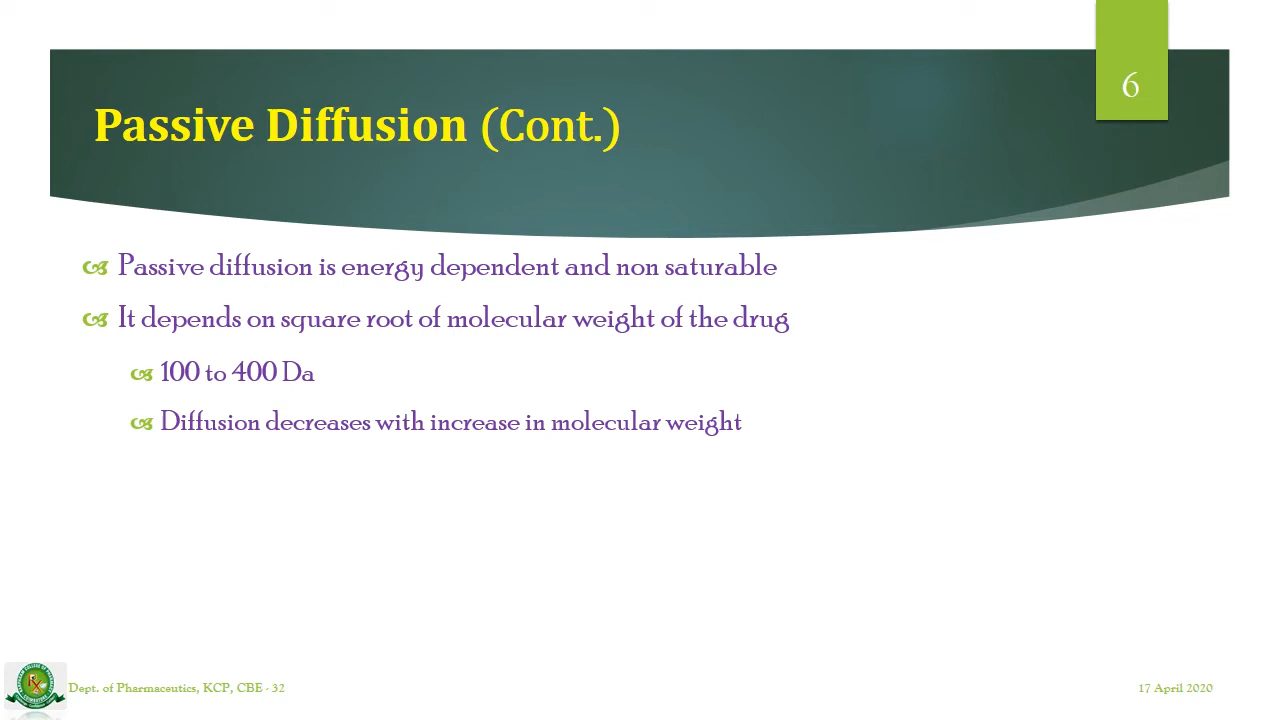 6
Passive Diffusion (Cont.)
Passive diffusion is energy dependent and non saturable
It depends on square root of molecular weight of the drug
100 to 400 Da
Diffusion decreases with increase in molecular weight
Dept. of Pharmaceutics, KCP, CBE - 32
17 April 2020